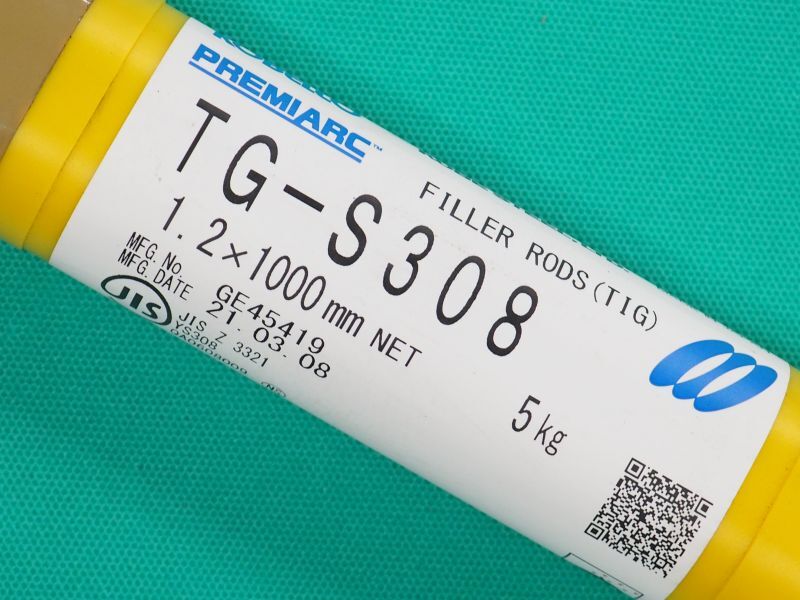 PREMIARC™
TG-S308
FILLER RODS (TIG)
1.2×1000mm NET 5kg
MFG. No. GE45419
MFG. DATE 21.03.08
JIS
JIS Z 3321
YS308